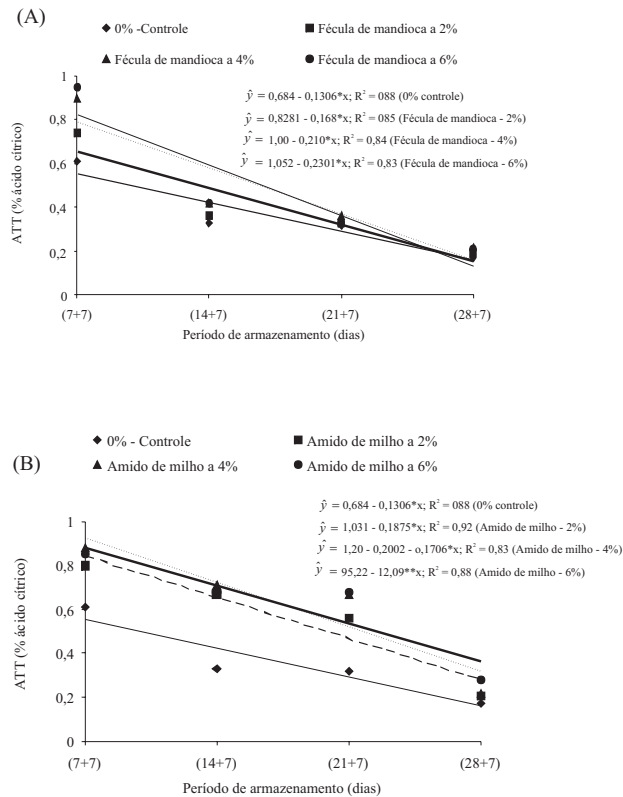 (A)
0% -Controle
Fécula de mandioca a 2%
Fécula de mandioca a 4%
Fécula de mandioca a 6%
ŷ = 0,684 - 0,1306*x; R² = 088 (0% controle)
ŷ = 0,8281 -0,168*x; R² = 085 (Fécula de mandioca - 2%)
ŷ = 1,00 -0,210*x; R² = 0,84 (Fécula de mandioca - 4%)
ŷ = 1,052 -0,2301*x; R² = 0,83 (Fécula de mandioca - 6%)
ATT (% ácido cítrico)
1
0,8
0,6
0,4
0,2
0
(7+7)
(14+7)
(21+7)
(28+7)
Período de armazenamento (dias)
(B)
0% - Controle
Amido de milho a 2%
Amido de milho a 4%
Amido de milho a 6%
ŷ = 0,684 - 0,1306*x; R² = 088 (0% controle)
ŷ = 1,031 - 0,1875*x; R² = 0,92 (Amido de milho - 2%)
ŷ = 1,20 - 0,2002 - o,1706*x; R² = 0,83 (Amido de milho - 4%)
ŷ = 95,22 - 12,09**x; R² = 0,88 (Amido de milho - 6%)
ATT (% ácido cítrico)
1
0,8
0,6
0,4
0,2
0
(7+7)
(14+7)
(21+7)
(28+7)
Período de armazenamento (dias)